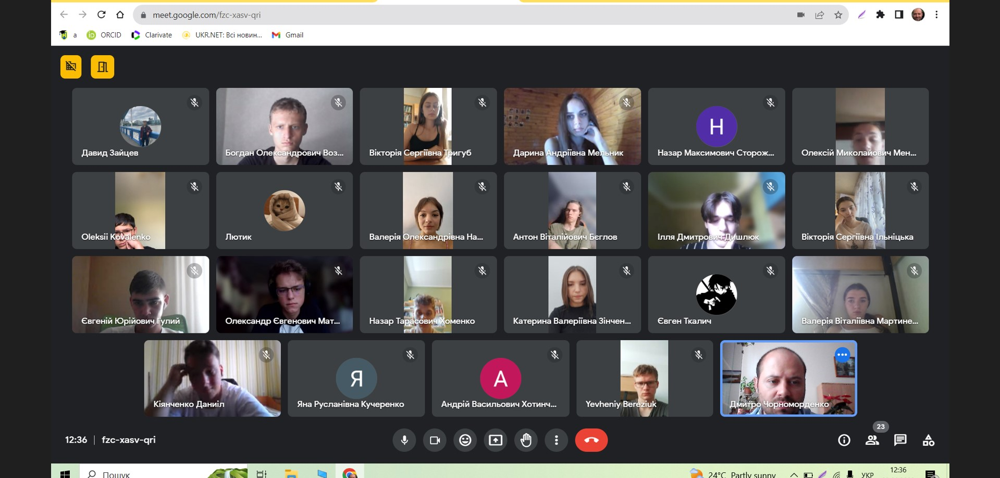 meet.google.com/fzc-xasv-qri
a ORCID Clarivate UKR.NET: Всі новин... Gmail
Давид Зайцев
Богдан Олександрович Воз...
Вікторія Сергіївна Тригуб
Дарина Андріївна Мельник
Н
Назар Максимович Сторож...
Олексій Миколайович Мен...
Oleksii Kovalenko
Лютик
Валерія Олександрівна На...
Антон Віталійович Бєглов
Ілля Дмитрович Дишлюк
Вікторія Сергіївна Ільніцька
Євгеній Юрійович Гулий
Олександр Євгенович Мат...
Назар Тарасович Хоменко
Катерина Валеріївна Зінчен...
Євген Ткалич
Валерія Віталіївна Мартине...
Кіянченко Даниіл
Я
Яна Русланівна Кучеренко
А
Андрій Васильович Хотинч...
Yevheniy Bereziuk
Дмитро Чорноморденко
23
12:36 | fzc-xasv-qri
Пошук
24°C Partly sunny
УКР
12:36